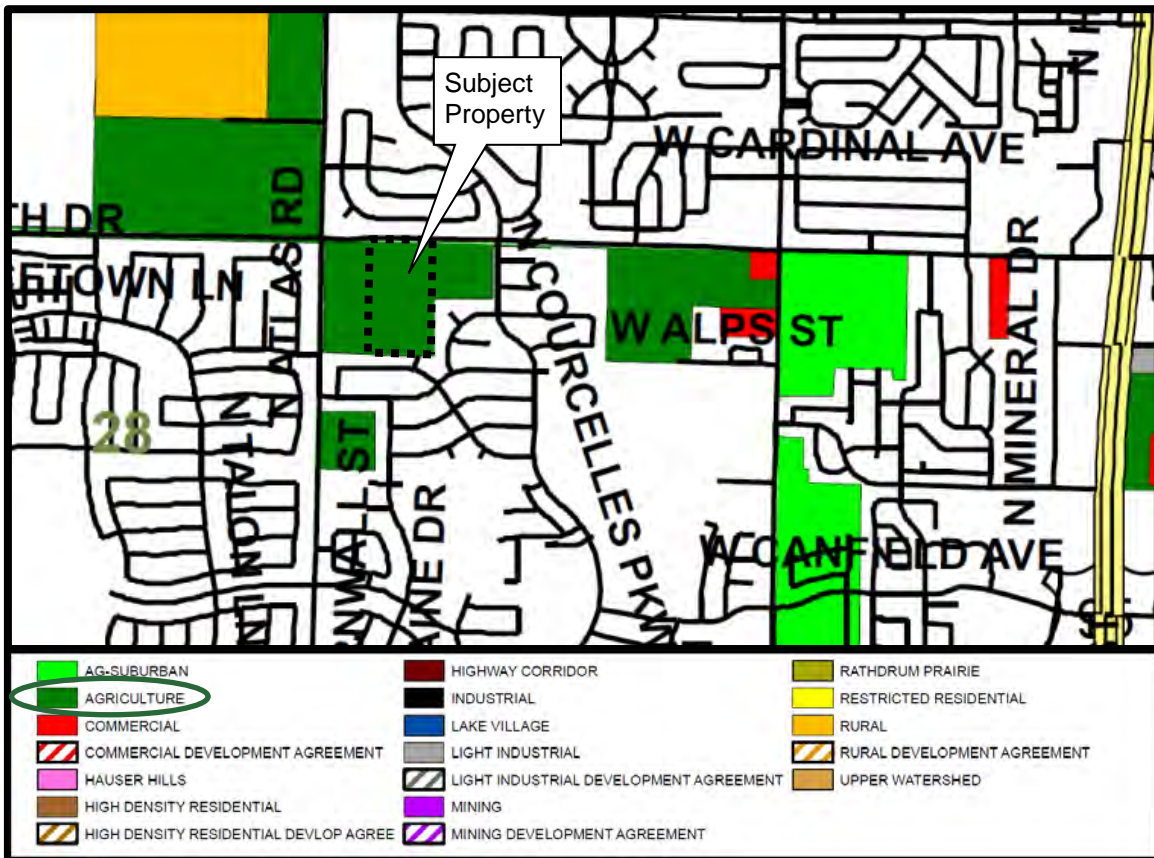 Subject
Property
W CARDINAL AVE
N ATLAS RD
TH DR
N COURCELLES PKW
W ALPS ST
N MINERAL DR
28
ST
AINE DR
W CANFIELD AVE
AG-SUBURBAN
AGRICULTURE
COMMERCIAL
COMMERCIAL DEVELOPMENT AGREEMENT
HAUSER HILLS
HIGH DENSITY RESIDENTIAL
HIGH DENSITY RESIDENTIAL DEVLOP AGREE
HIGHWAY CORRIDOR
INDUSTRIAL
LAKE VILLAGE
LIGHT INDUSTRIAL
LIGHT INDUSTRIAL DEVELOPMENT AGREEMENT
MINING
MINING DEVELOPMENT AGREEMENT
RATHDRUM PRAIRIE
RESTRICTED RESIDENTIAL
RURAL
RURAL DEVELOPMENT AGREEMENT
UPPER WATERSHED